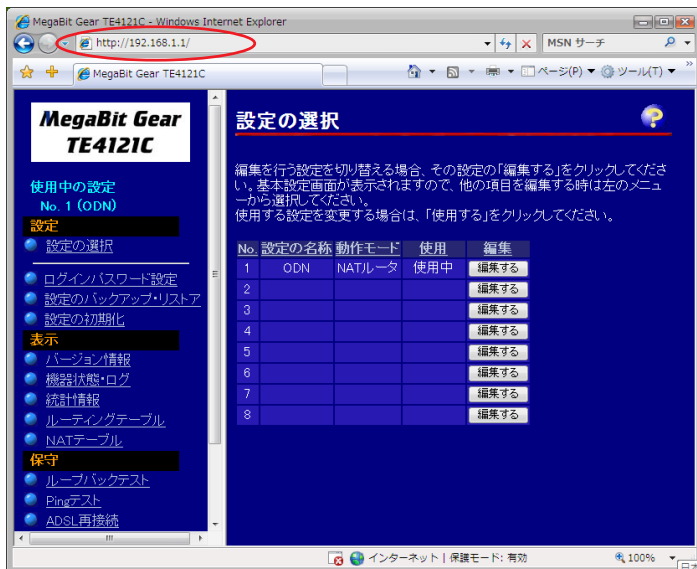 MegaBit Gear TE4121C - Windows Internet Explorer
http://192.168.1.1/
MSN サーチ
MegaBit Gear TE4121C
ページ(P)
ツール(T)
MegaBit Gear
TE4121C
使用中の設定
No. 1 (ODN)
設定
設定の選択
ログインパスワード設定
設定のバックアップ・リストア
設定の初期化
表示
バージョン情報
機器状態・ログ
統計情報
ルーティングテーブル
NATテーブル
保守
ループバックテスト
Pingテスト
ADSL再接続
設定の選択
編集を行う設定を切り替える場合、その設定の「編集する」をクリックしてくださ
い。基本設定画面が表示されますので、他の項目を編集する時は左のメニュ
ーから選択してください。
使用する設定を変更する場合は、「使用する」をクリックしてください。
No. 設定の名称 動作モード 使用 編集
1 ODN NATルータ 使用中 編集する
2 編集する
3 編集する
4 編集する
5 編集する
6 編集する
7 編集する
8 編集する
インターネット | 保護モード: 有効
100%